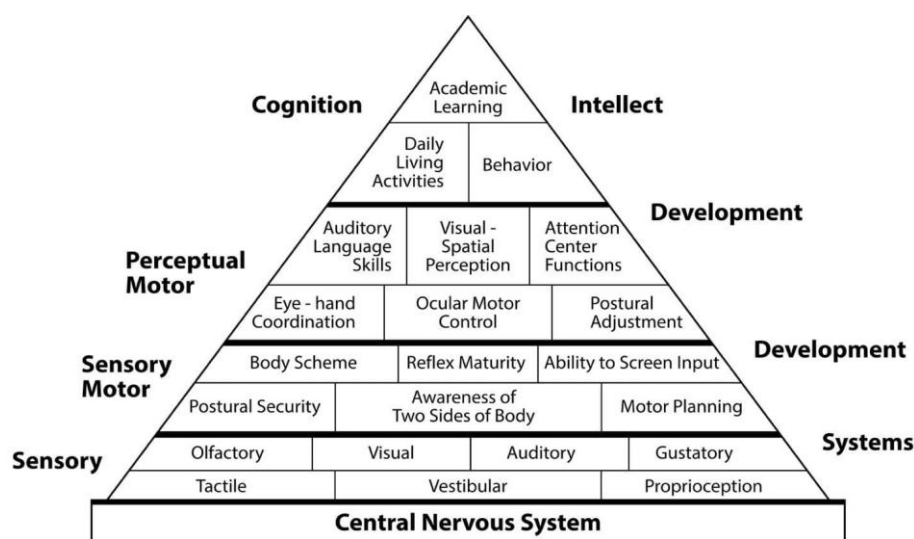 Academic
Learning
Cognition
Intellect
Daily
Living
Activities
Behavior
Development
Auditory
Language
Skills
Visual -
Spatial
Perception
Attention
Center
Functions
Perceptual
Motor
Eye - hand
Coordination
Ocular Motor
Control
Postural
Adjustment
Development
Sensory
Motor
Body Scheme
Reflex Maturity
Ability to Screen Input
Postural Security
Awareness of
Two Sides of Body
Motor Planning
Systems
Sensory
Olfactory
Visual
Auditory
Gustatory
Tactile
Vestibular
Proprioception
Central Nervous System